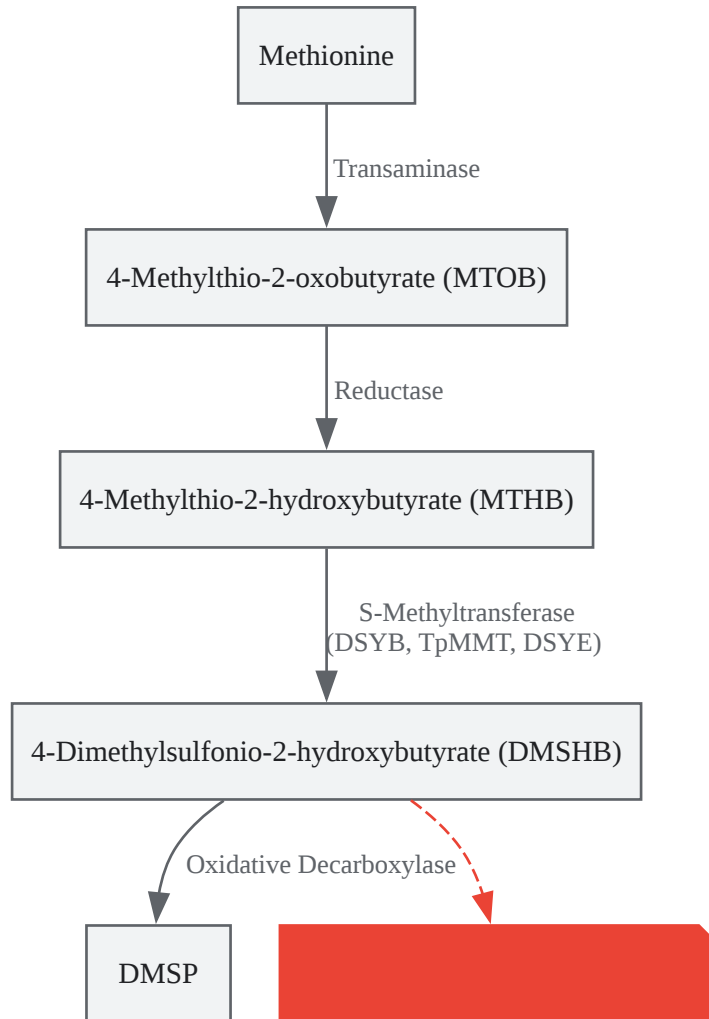 Methionine
Transaminase
4-Methylthio-2-oxobutyrate (MTOB)
Reductase
4-Methylthio-2-hydroxybutyrate (MTHB)
S-Methyltransferase
(DSYB, TpMMT, DSYE)
4-Dimethylsulfonio-2-hydroxybutyrate (DMSHB)
Oxidative Decarboxylase
DMSP